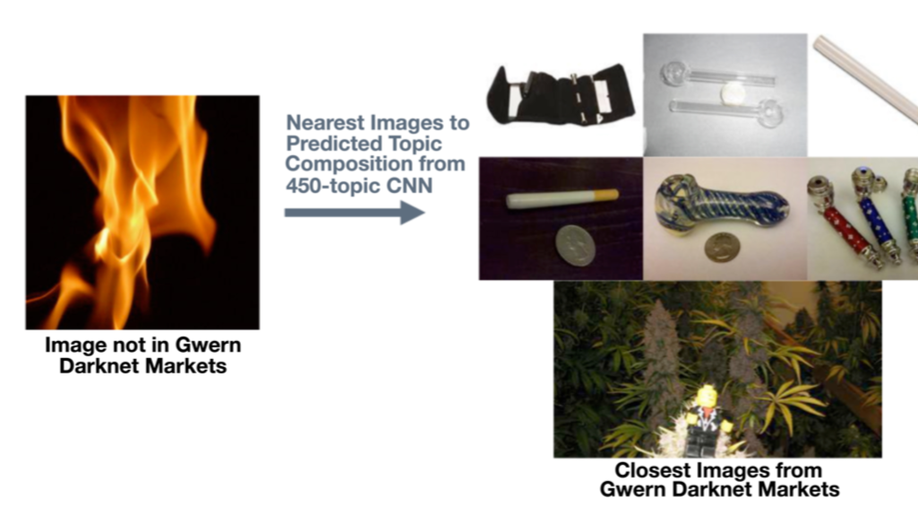 Nearest Images to
Predicted Topic
Composition from
450-topic CNN
Image not in Gwern
Darknet Markets
Closest Images from
Gwern Darknet Markets